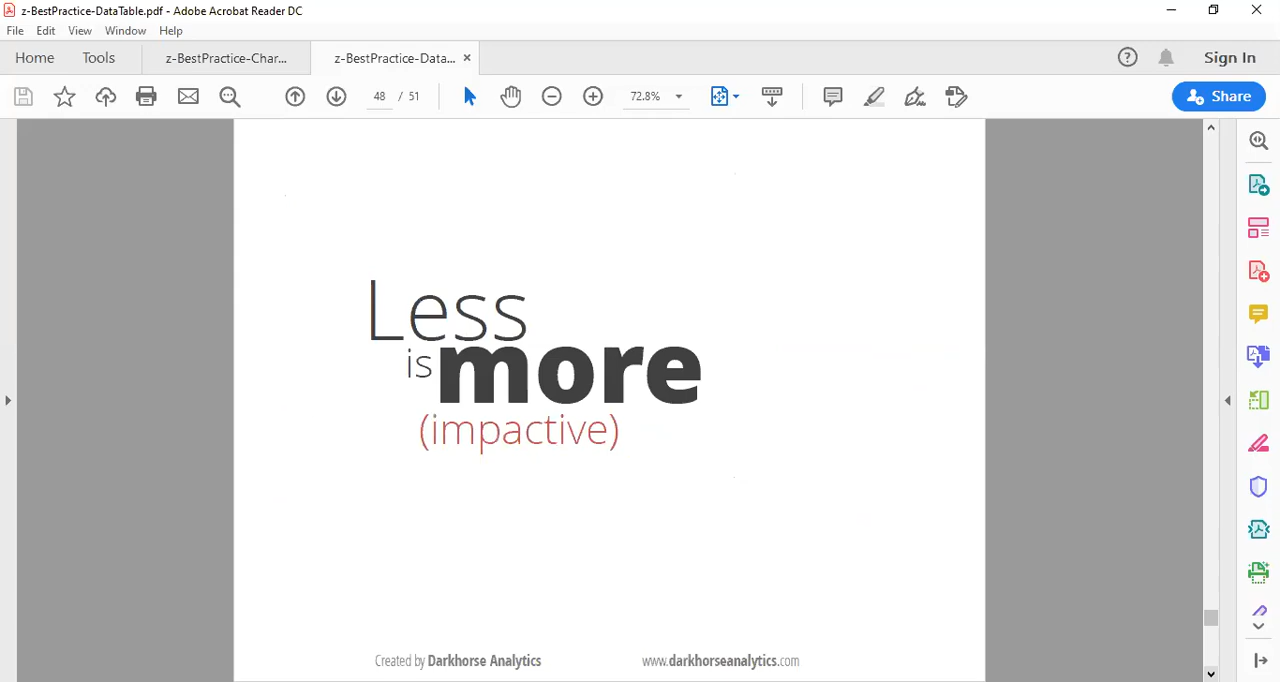 z-BestPractice-DataTable.pdf - Adobe Acrobat Reader DC
File Edit View Window Help
Home Tools z-BestPractice-Char... z-BestPractice-Data... Sign In
48 / 51 72.8% Share
Less
is more
(impactive)
Created by Darkhorse Analytics www.darkhorseanalytics.com